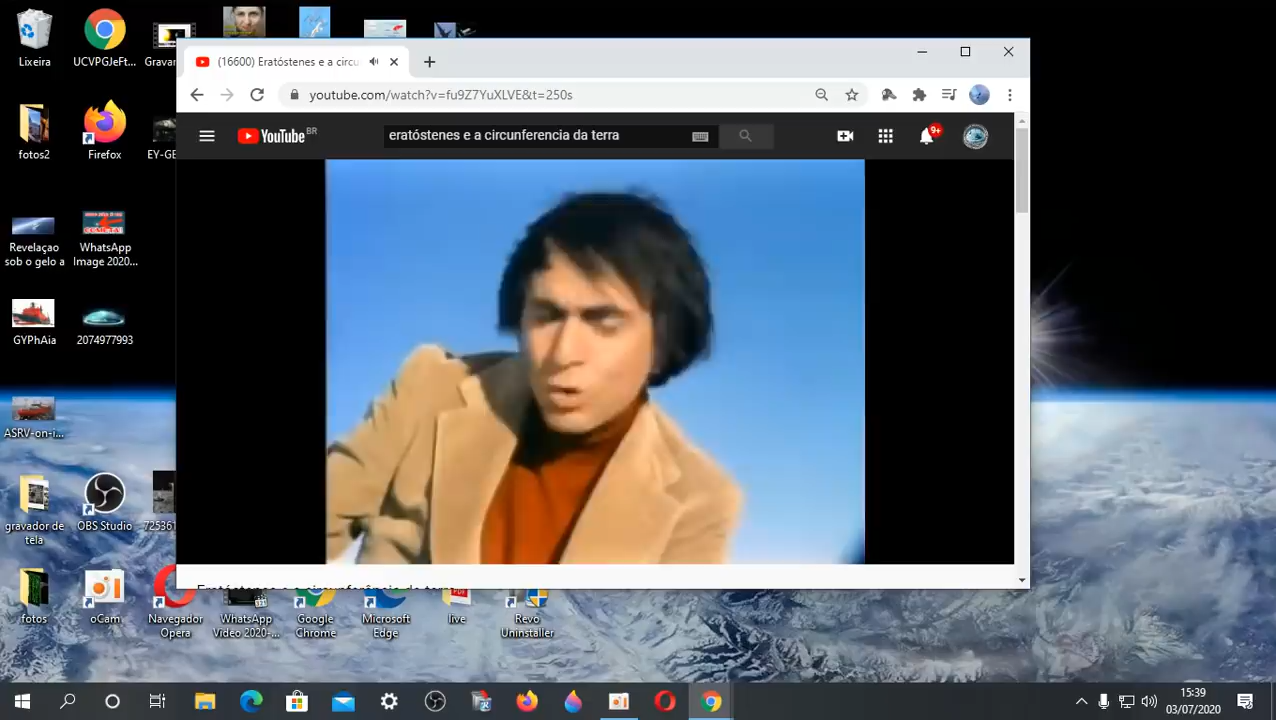 (16600) Eratóstenes e a circu
youtube.com/watch?v=fu9Z7YuXLVE&t=250s
YouTube BR
eratóstenes e a circunferencia da terra
9+
Lixeira
UCVPGJeFt...
Gravar
fotos2
Firefox
EY-GE
Revelaçao
sob o gelo a
WhatsApp
Image 2020...
GYPhAia
2074977993
ASRV-on-i...
gravador de
tela
OBS Studio
725361
fotos
oCam
Navegador
Opera
WhatsApp
Video 2020-...
Google
Chrome
Microsoft
Edge
live
Revo
Uninstaller
15:39
03/07/2020